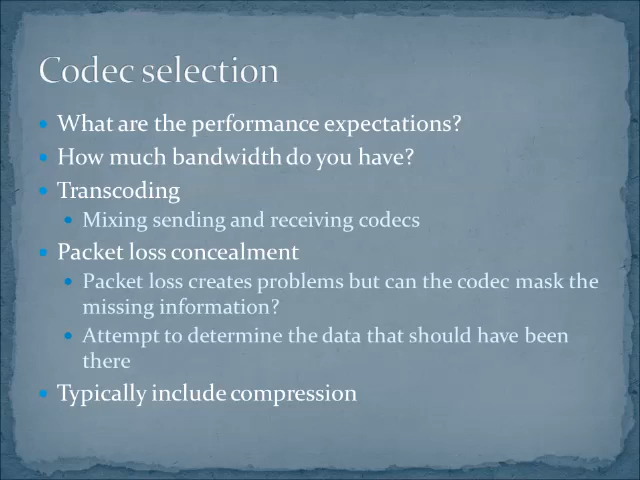 Codec selection
What are the performance expectations?
How much bandwidth do you have?
Transcoding
Mixing sending and receiving codecs
Packet loss concealment
Packet loss creates problems but can the codec mask the
missing information?
Attempt to determine the data that should have been
there
Typically include compression